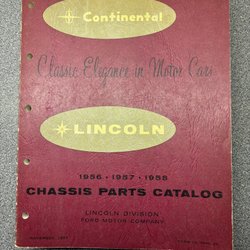 Continental
Classic Elegance in Motor Cars
LINCOLN
1956 • 1957 • 1958
CHASSIS PARTS CATALOG
LINCOLN DIVISION
FORD MOTOR COMPANY